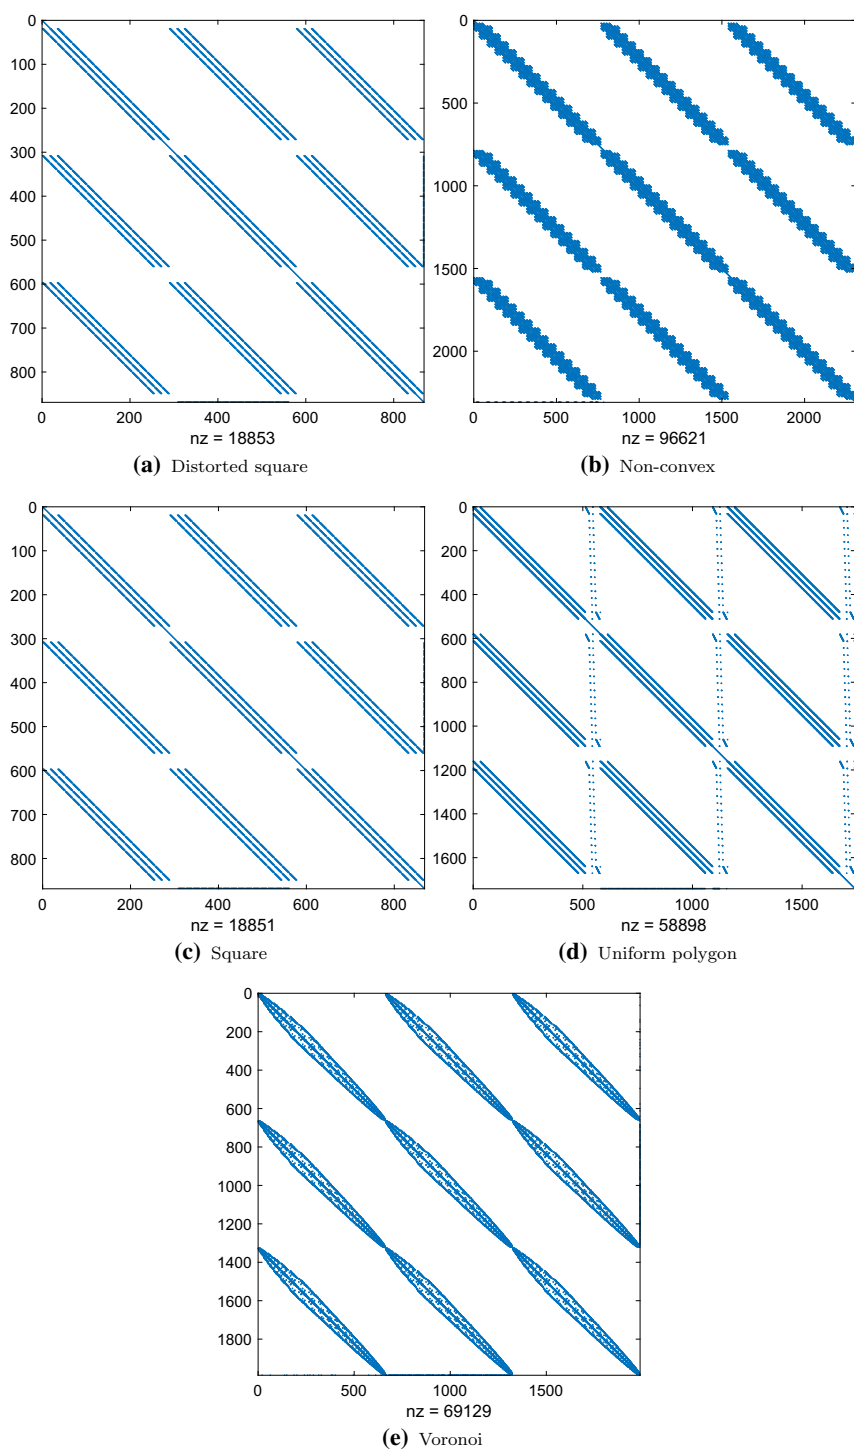 0
100
200
300
400
500
600
700
800
0 200 400 600 800
nz = 18853
(a) Distorted square
0
500
1000
1500
2000
0 500 1000 1500 2000
nz = 96621
(b) Non-convex
0
100
200
300
400
500
600
700
800
0 200 400 600 800
nz = 18851
(c) Square
0
200
400
600
800
1000
1200
1400
1600
0 500 1000 1500
nz = 58898
(d) Uniform polygon
0
200
400
600
800
1000
1200
1400
1600
1800
0 500 1000 1500
nz = 69129
(e) Voronoi